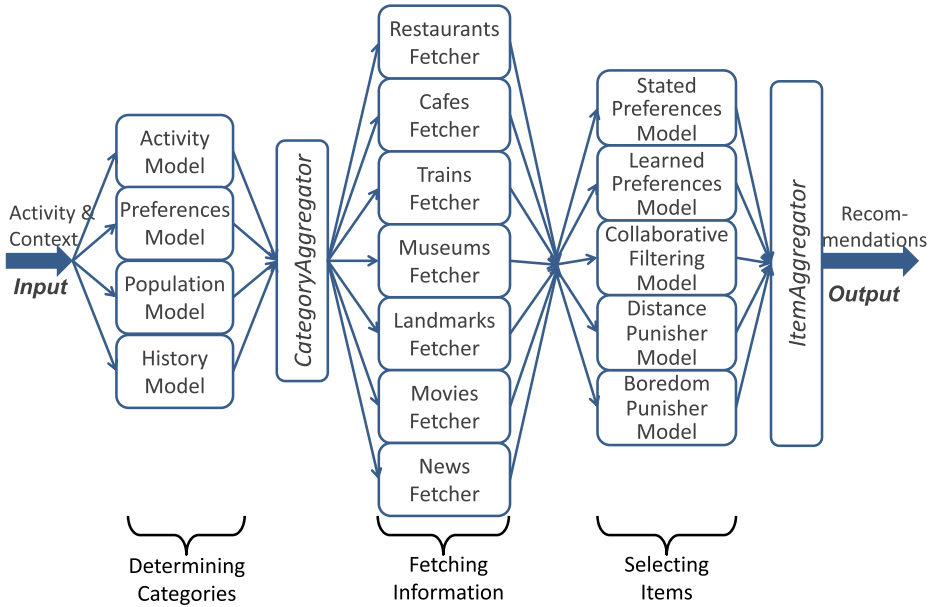 Activity &
Context
Input
Activity
Model
Preferences
Model
Population
Model
History
Model
CategoryAggregator
Restaurants
Fetcher
Cafes
Fetcher
Trains
Fetcher
Museums
Fetcher
Landmarks
Fetcher
Movies
Fetcher
News
Fetcher
Stated
Preferences
Model
Learned
Preferences
Model
Collaborative
Filtering
Model
Distance
Punisher
Model
Boredom
Punisher
Model
ItemAggregator
Recom-
mendations
Output
Determining
Categories
Fetching
Information
Selecting
Items